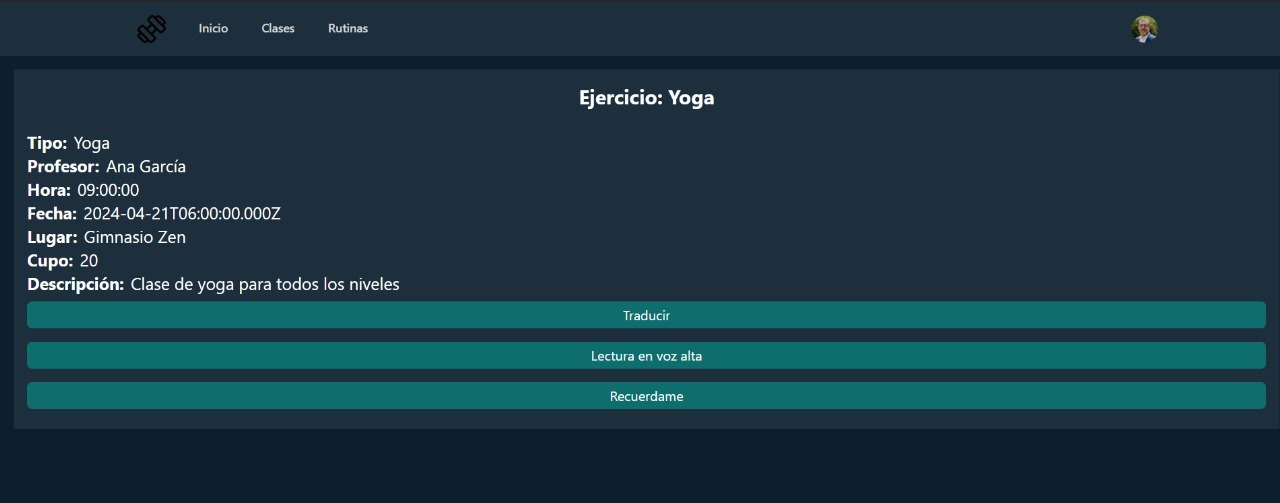 Inicio Clases Rutinas
Ejercicio: Yoga
Tipo: Yoga
Profesor: Ana García
Hora: 09:00:00
Fecha: 2024-04-21T06:00:00.000Z
Lugar: Gimnasio Zen
Cupo: 20
Descripción: Clase de yoga para todos los niveles
Traducir
Lectura en voz alta
Recuerdame